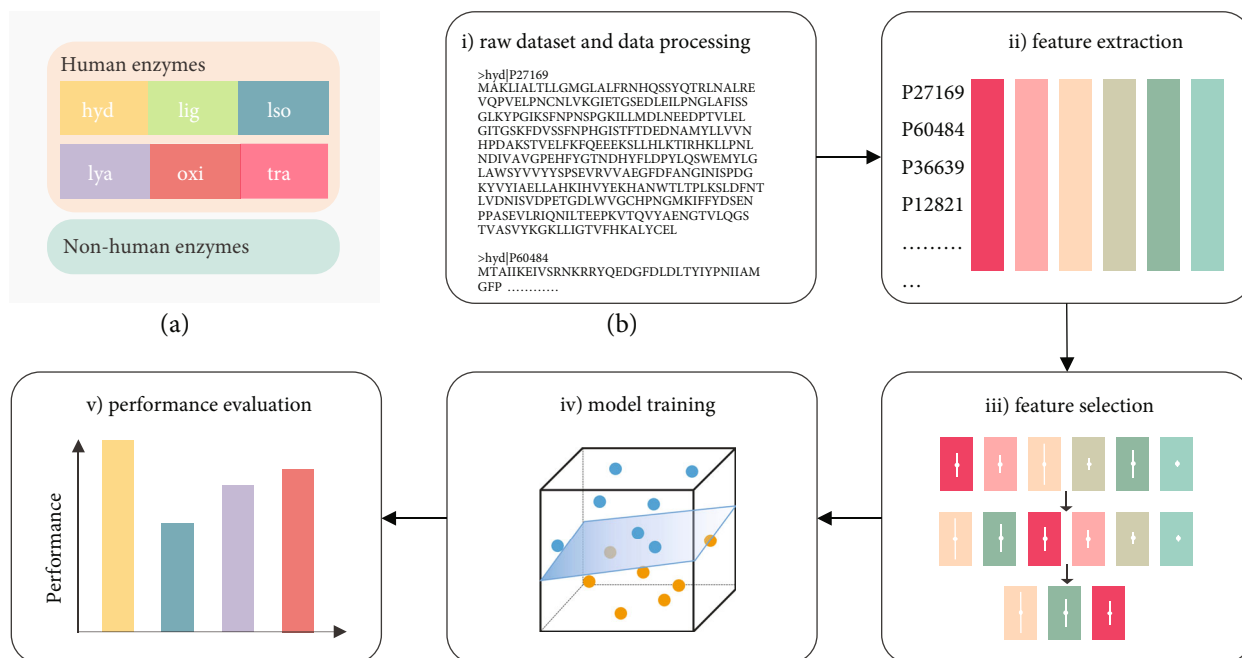 Human enzymes
hyd lig lso
lya oxi tra
Non-human enzymes
(a)
i) raw dataset and data processing
>hyd|P27169
MAKLIALTLLGMGLALFRNHQSSYQTRLNALRE
VQPVELPNCNLVKGIETGSEDLEILPNGLAFISS
GLKYPGIKSFNPNSPGKILLMDLNEEDPTVLEL
GITGSKFDVSSFNPHGISTFTDEDNAMYLLVVN
HPDAKSTVELFKFQEEEKSLLHLKTIRHKLLPNL
NDIVAVGPEHFYGTNDHYFLDPYLQSWEMYLG
LAWSYVVYYSPSEVRVVAEGFDFANGINISPDG
KYVYIAELLAHKIHVYEKHANWTLTPLKSLDFNT
LVDNISVDPETGDLWVGCHPNGMKIFFYDSEN
PPASEVLRIQNILTEEPKVTQVYAENGTVLQGS
TVASVYKGKLLIGTVFHKALYCEL
>hyd|P60484
MTAIIKEIVSRNKRRYQEDGFDLDLTYIYPNIIAM
GFP …………
(b)
ii) feature extraction
P27169
P60484
P36639
P12821
………
…
iii) feature selection
iv) model training
v) performance evaluation
Performance